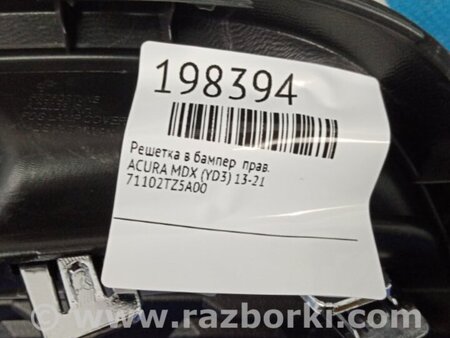 198394
Решетка в бампер прав.
ACURA MDX (YD3) 13-21
71102TZ5A00
www.razborki.com